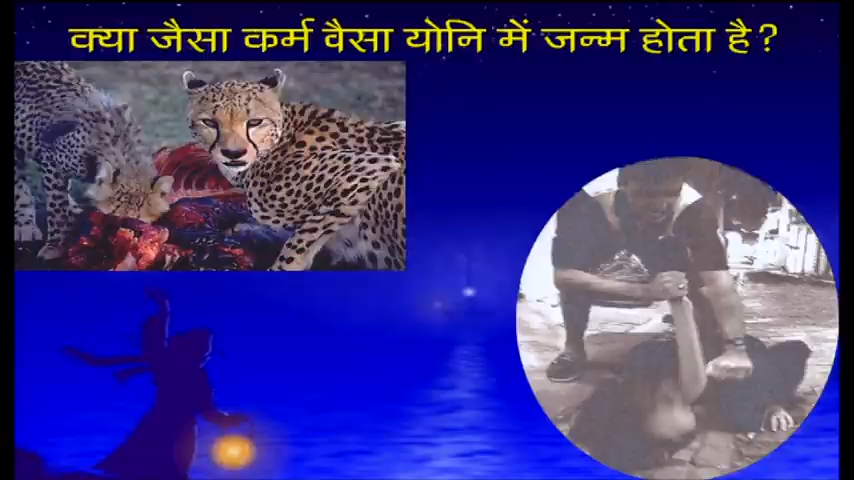 क्या जैसा कर्म वैसा योनि में जन्म होता है?